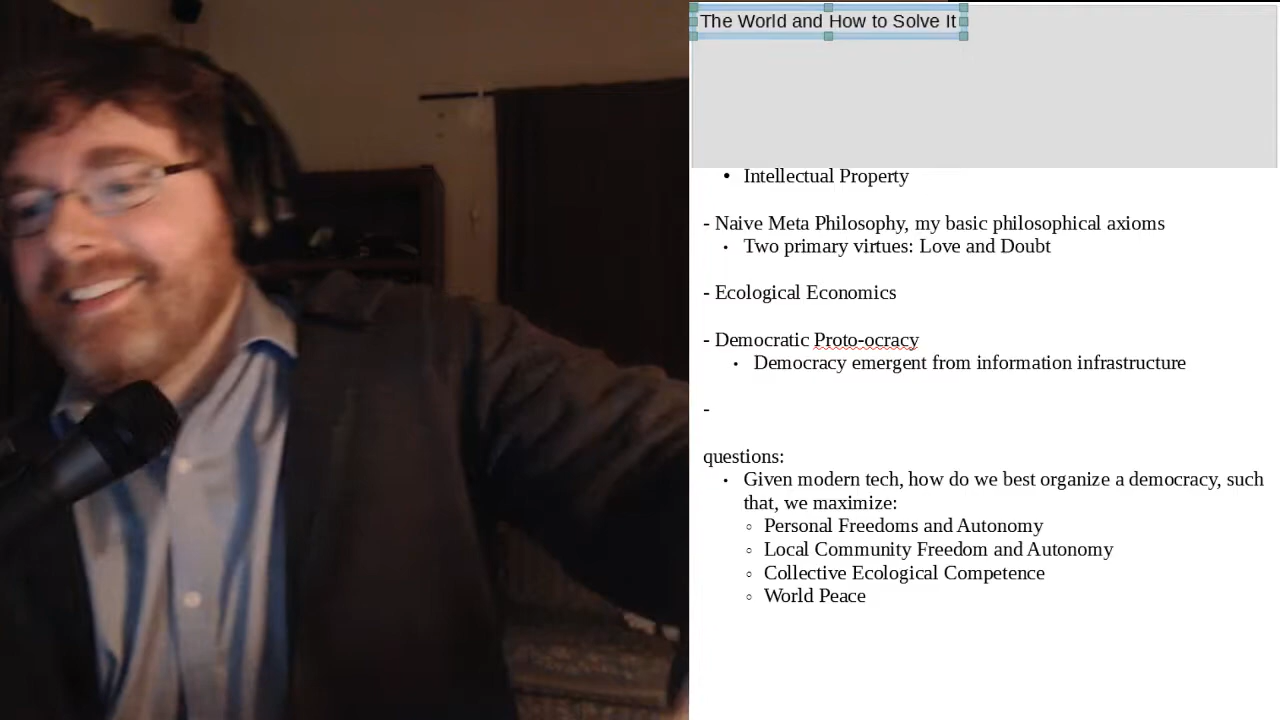 The World and How to Solve It
• Intellectual Property
- Naive Meta Philosophy, my basic philosophical axioms
• Two primary virtues: Love and Doubt
- Ecological Economics
- Democratic Proto-ocracy
• Democracy emergent from information infrastructure
-
questions:
• Given modern tech, how do we best organize a democracy, such
that, we maximize:
◦ Personal Freedoms and Autonomy
◦ Local Community Freedom and Autonomy
◦ Collective Ecological Competence
◦ World Peace